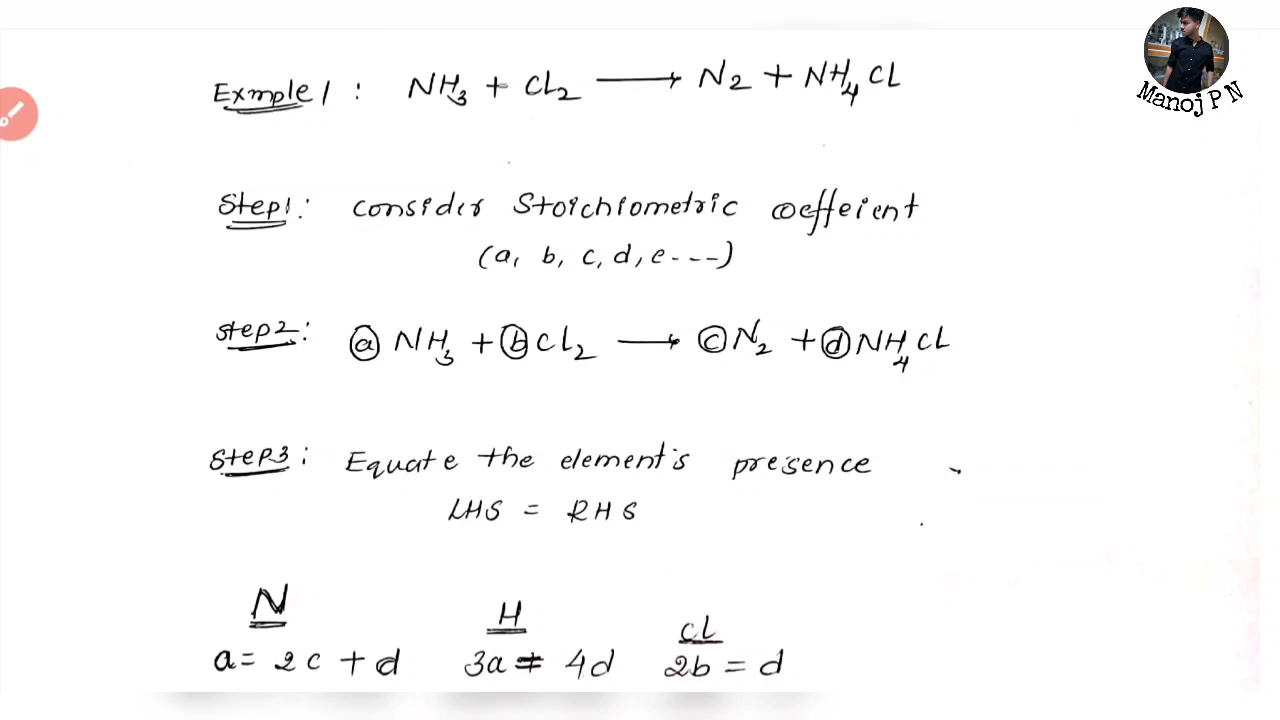 Exmple 1 : NH3 + CL2 → N2 + NH4CL
Manoj P N
Step1: consider Stoichiometric coeffeient
(a, b, c, d, e---)
Step2: ⓐ NH3 + ⓑ CL2 → ⓒ N2 + ⓓ NH4CL
Step3: Equate the element's presence
LHS = RHS
N H CL
a = 2c + d 3a = 4d 2b = d